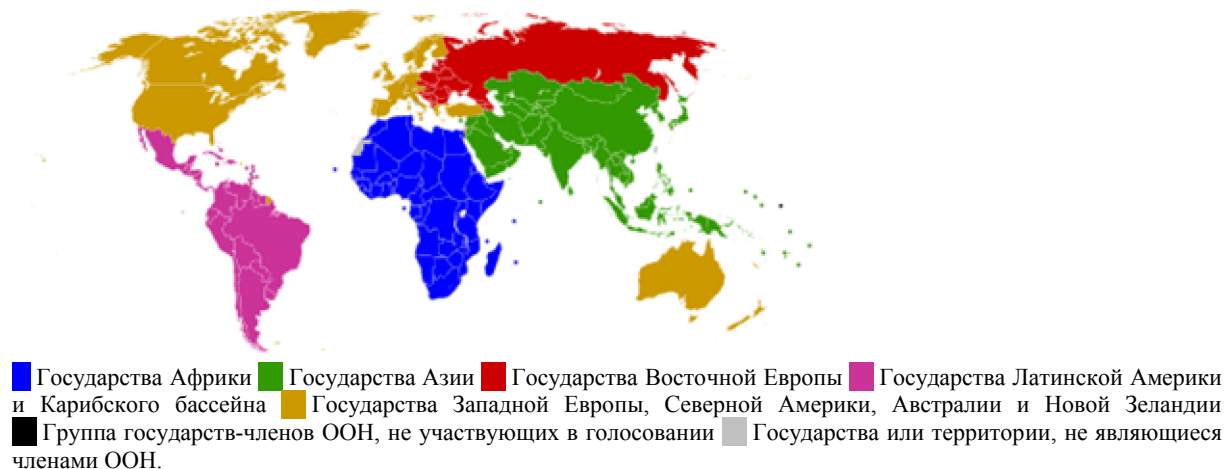 Государства Африки Государства Азии Государства Восточной Европы Государства Латинской Америки
и Карибского бассейна Государства Западной Европы, Северной Америки, Австралии и Новой Зеландии
Группа государств-членов ООН, не участвующих в голосовании Государства или территории, не являющиеся
членами ООН.